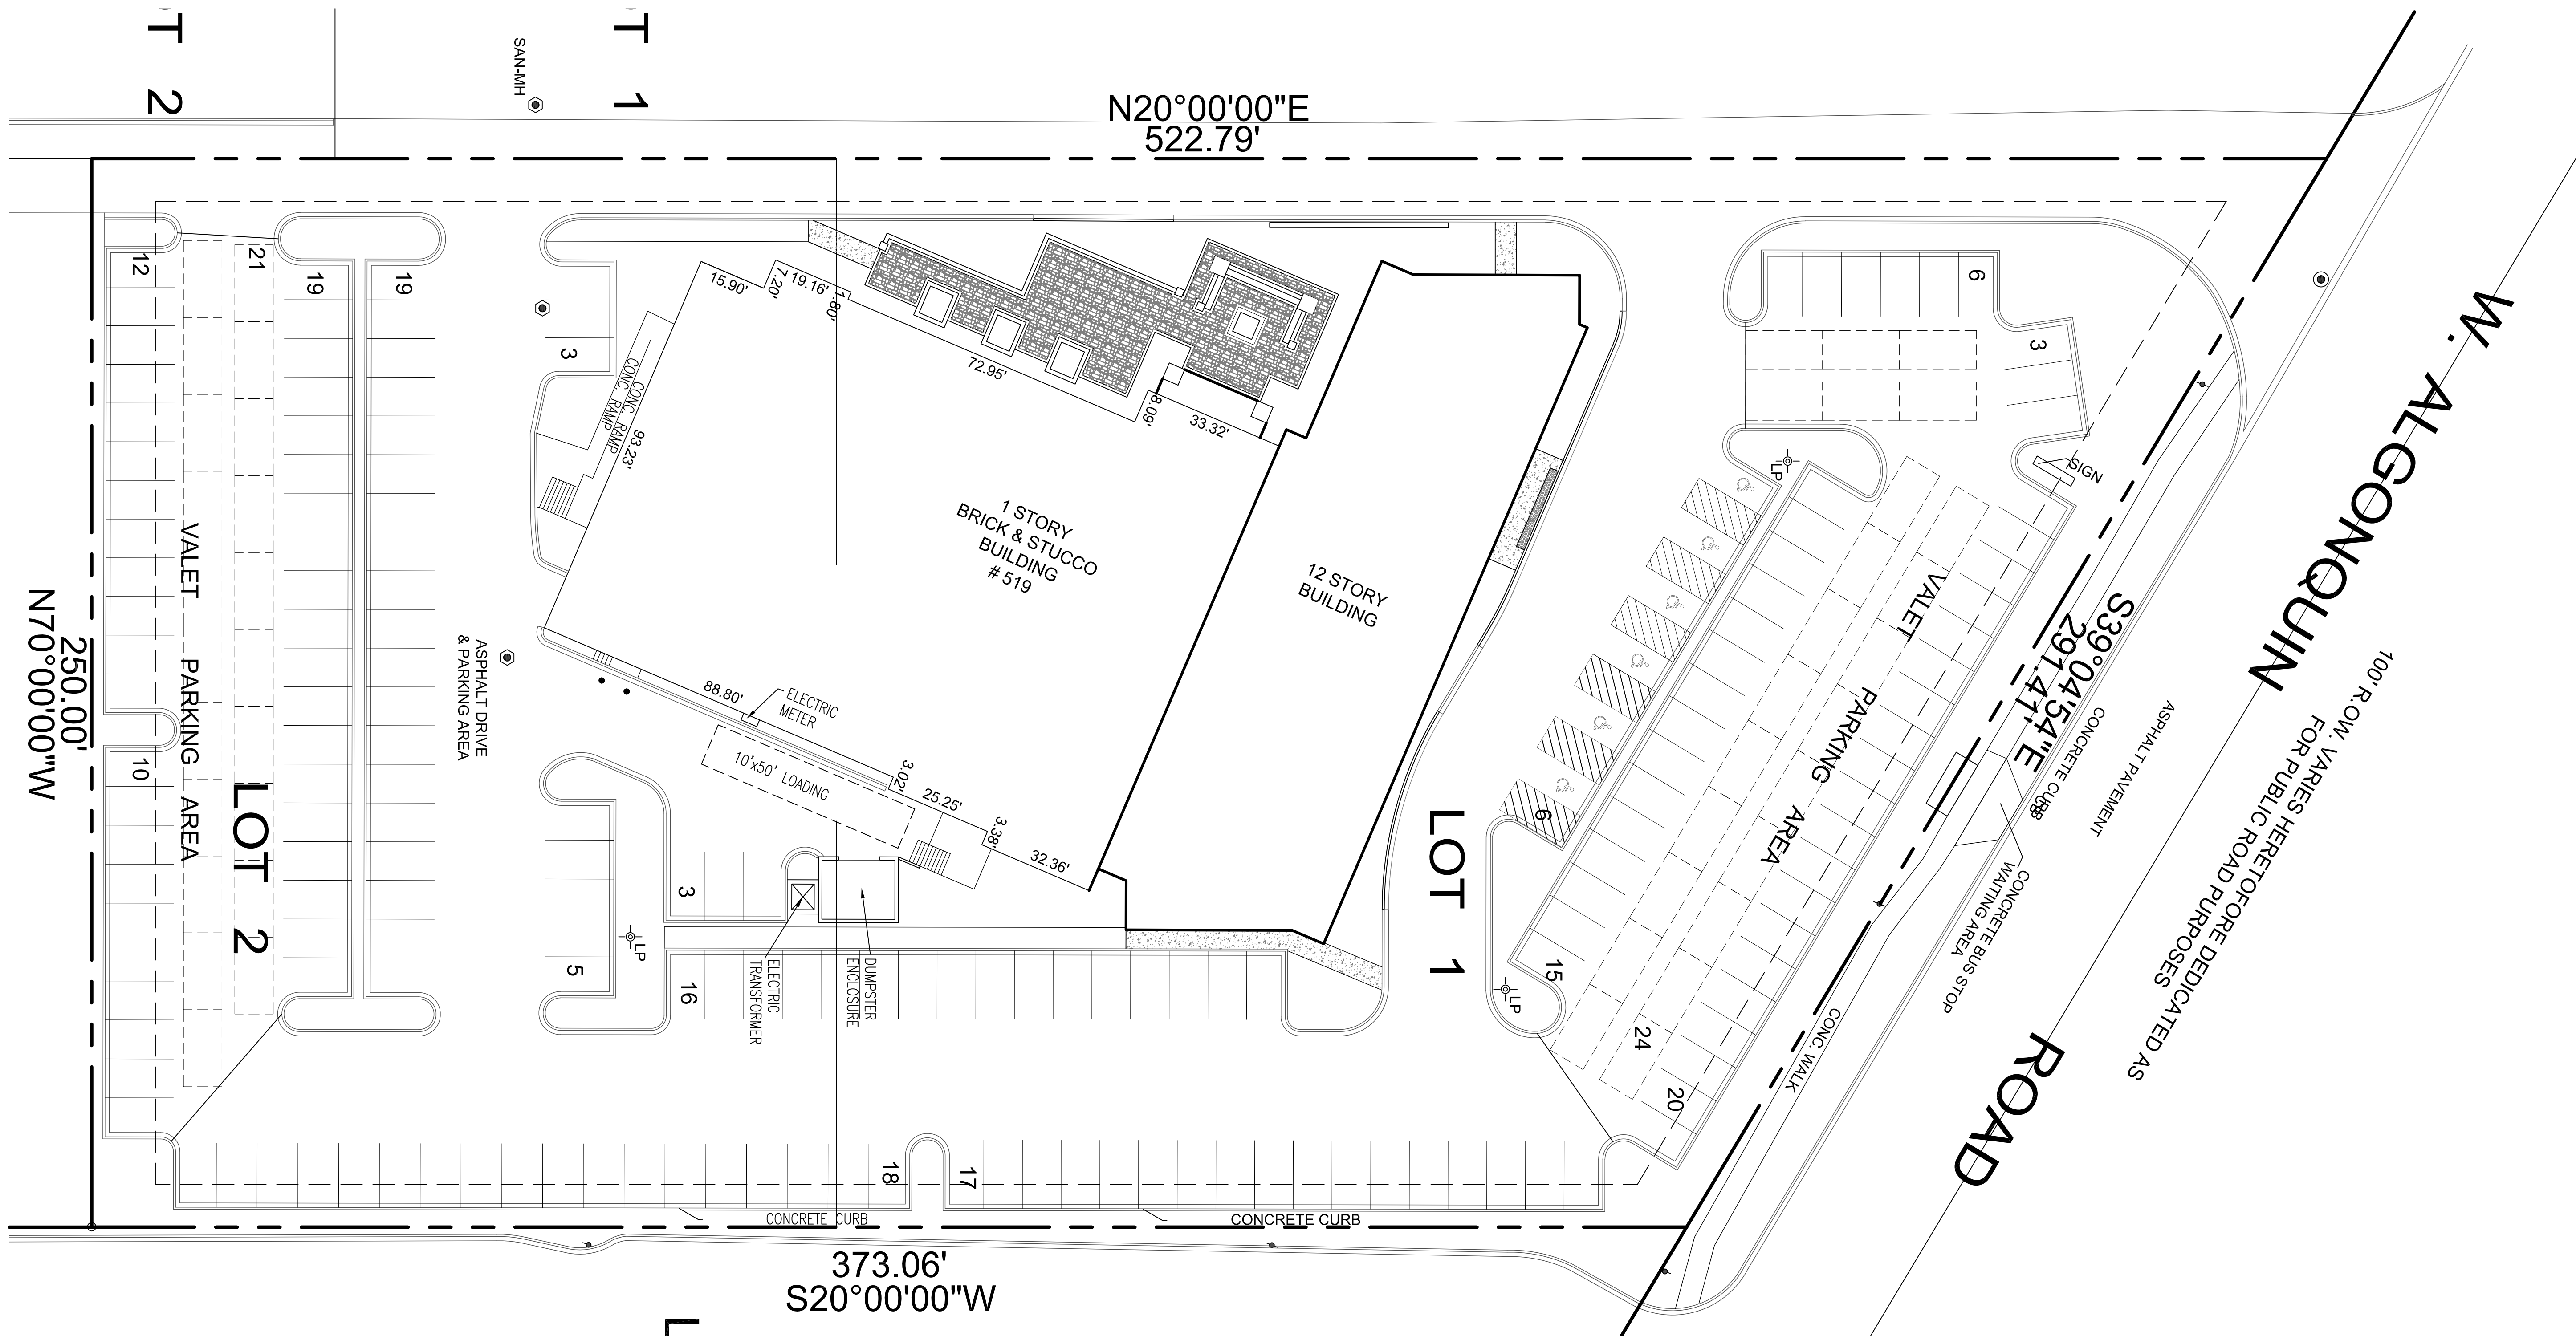 N20°00'00"E
522.79'
OT 2
OT 1
SAN-MH
12
21
19
19
3
CONC. RAMP
CONC. RAMP
93.23'
15.90'
7.20'
19.16'
1.80'
72.95'
8.09'
33.32'
1 STORY
BRICK & STUCCO
BUILDING
# 519
12 STORY
BUILDING
6
3
SIGN
LP
VALET PARKING AREA
LOT 2
10
250.00'
N70°00'00"W
ASPHALT DRIVE
& PARKING AREA
88.80'
ELECTRIC
METER
10'x50' LOADING
3.02'
25.25'
3.38'
32.36'
3
5
LP
16
ELECTRIC
TRANSFORMER
DUMPSTER
ENCLOSURE
LOT 1
6
15
LP
VALET PARKING AREA
24
20
18
17
CONCRETE CURB
CONCRETE CURB
373.06'
S20°00'00"W
L
S39°04'54"E
291.41'
CONCRETE CURB
CB
ASPHALT PAVEMENT
CONCRETE BUS STOP
WAITING AREA
CONC. WALK
W. ALGONQUIN ROAD
100' R.O.W. VARIES HERETOFORE DEDICATED AS
FOR PUBLIC ROAD PURPOSES